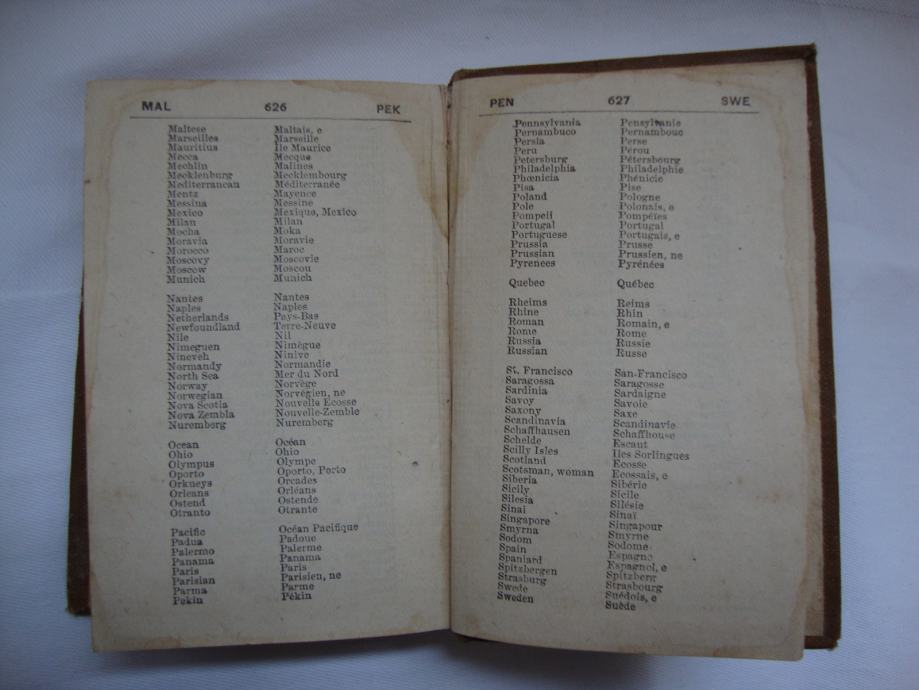 MAL 626 PEK
Maltese Maltais, e
Marseilles Marseille
Mauritius Ile Maurice
Mecca Mecque
Mechlin Malines
Mecklenburg Mecklembourg
Mediterranean Méditerranée
Mentz Mayence
Messina Messine
Mexico Mexique, Mexico
Milan Milan
Mocha Moka
Moravia Moravie
Morocco Maroc
Moscovy Moscovie
Moscow Moscou
Munich Munich
Nantes Nantes
Naples Naples
Netherlands Pays-Bas
Newfoundland Terre-Neuve
Nile Nil
Nimeguen Nimègue
Nineveh Ninive
Normandy Normandie
North Sea Mer du Nord
Norway Norvège
Norwegian Norvégien, ne
Nova Scotia Nouvelle Ecosse
Nova Zembla Nouvelle-Zemble
Nuremberg Nuremberg
Ocean Océan
Ohio Ohio
Olympus Olympe
Oporto Oporto, Porto
Orkneys Orcades
Orleans Orléans
Ostend Ostende
Otranto Otrante
Pacific Océan Pacifique
Padua Padoue
Palermo Palerme
Panama Panama
Paris Paris
Parisian Parisien, ne
Parma Parme
Pekin Pékin
PEN 627 SWE
Pennsylvania Pensylvanie
Pernambuco Pernambouc
Persia Perse
Peru Pérou
Petersburg Pétersbourg
Philadelphia Philadelphie
Phœnicia Phénicie
Pisa Pise
Poland Pologne
Pole Polonais, e
Pompeii Pompéïes
Portugal Portugal
Portuguese Portugais, e
Prussia Prusse
Prussian Prussien, ne
Pyrenees Pyrénées
Quebec Québec
Rheims Reims
Rhine Rhin
Roman Romain, e
Rome Rome
Russia Russie
Russian Russe
St. Francisco San-Francisco
Saragossa Saragosse
Sardinia Sardaigne
Savoy Savoie
Saxony Saxe
Scandinavia Scandinavie
Schaffhausen Schaffhouse
Schelde Escaut
Scilly Isles Iles Sorlingues
Scotland Ecosse
Scotsman, woman Ecossais, e
Siberia Sibérie
Sicily Sicile
Silesia Silésie
Sinai Sinaï
Singapore Singapour
Smyrna Smyrne
Sodom Sodome
Spain Espagne
Spaniard Espagnol, e
Spitzbergen Spitzberg
Strasburg Strasbourg
Swede Suédois, e
Sweden Suède